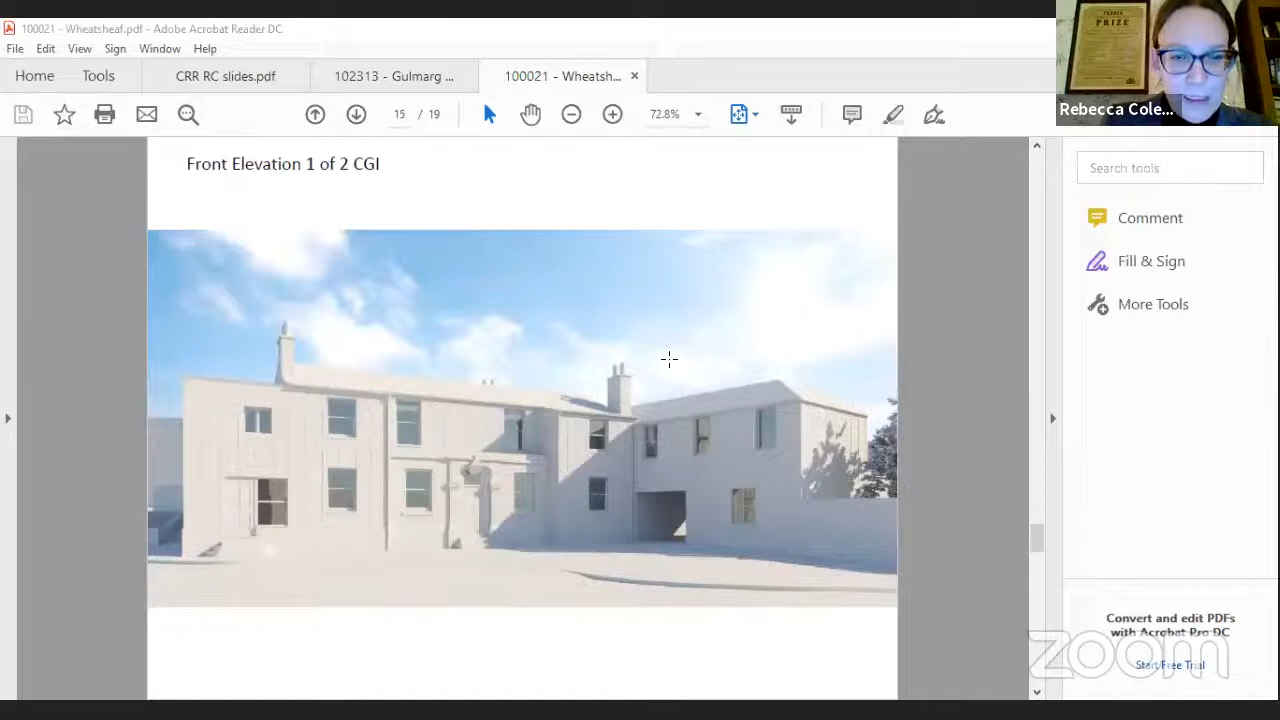 100021 - Wheatsheaf.pdf - Adobe Acrobat Reader DC
File Edit View Sign Window Help
Home Tools CRR RC slides.pdf 102313 - Gulmarg ... 100021 - Wheatsh... ×
15 / 19 72.8%
PRIZE
Rebecca Cole...
Front Elevation 1 of 2 CGI
Search tools
Comment
Fill & Sign
More Tools
Convert and edit PDFs
with Acrobat Pro DC
Start Free Trial
zoom